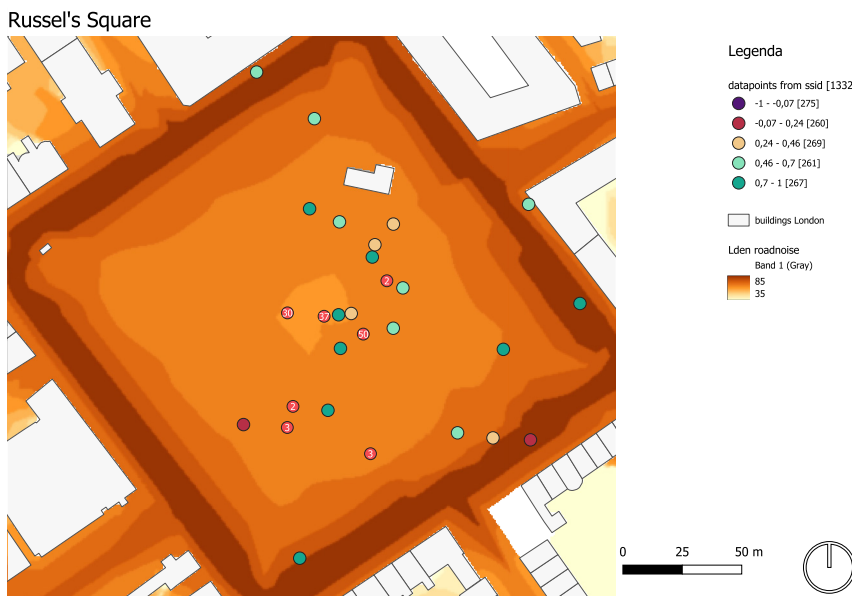 Russel's Square
Legenda
datapoints from ssid [1332
-1 - -0,07 [275]
-0,07 - 0,24 [260]
0,24 - 0,46 [269]
0,46 - 0,7 [261]
0,7 - 1 [267]
buildings London
Lden roadnoise
Band 1 (Gray)
85
35
2
30
37
50
2
3
3
0 25 50 m